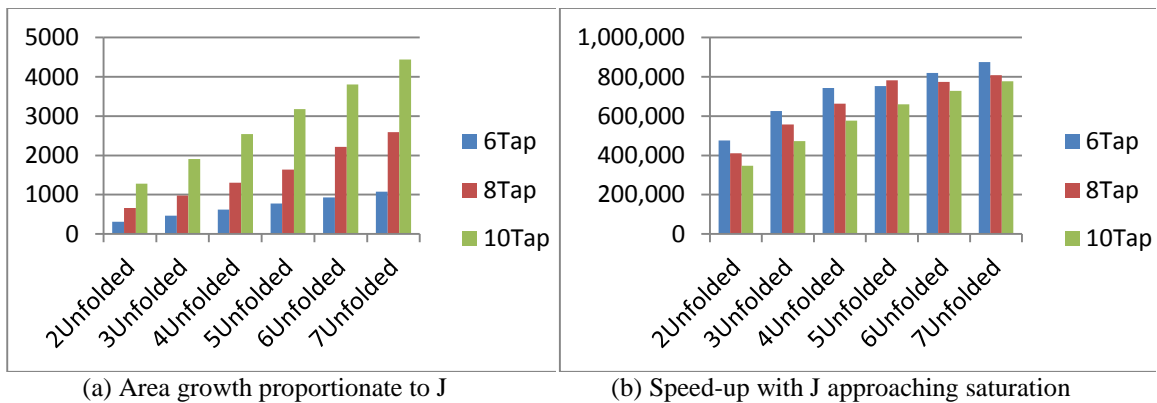 5000
4000
3000
2000
1000
0
2Unfolded
3Unfolded
4Unfolded
5Unfolded
6Unfolded
7Unfolded
6Tap
8Tap
10Tap
(a) Area growth proportionate to J
1,000,000
800,000
600,000
400,000
200,000
0
2Unfolded
3Unfolded
4Unfolded
5Unfolded
6Unfolded
7Unfolded
6Tap
8Tap
10Tap
(b) Speed-up with J approaching saturation